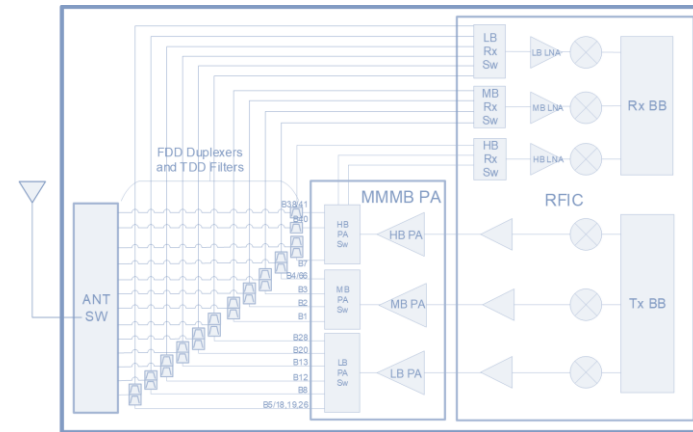 LB
Rx
Sw
LB LNA
MB
Rx
Sw
MB LNA
Rx BB
HB
Rx
Sw
HB LNA
FDD Duplexers
and TDD Filters
MMMB PA
RFIC
B38/41
B40
B7
B4/66
B3
B2
B1
B28
B20
B13
B12
B8
B5/18,19,26
HB
PA
Sw
HB PA
ANT
SW
MB
PA
Sw
MB PA
Tx BB
LB
PA
Sw
LB PA